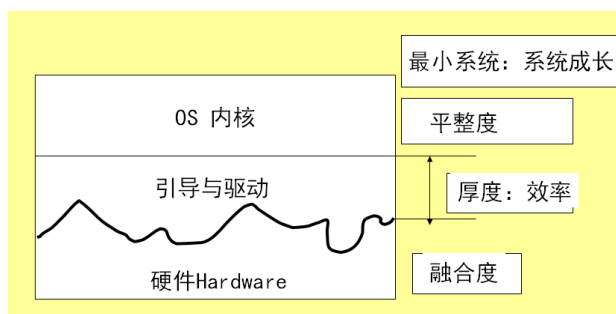 最小系统：系统成长
OS 内核
平整度
引导与驱动
厚度：效率
融合度
硬件Hardware